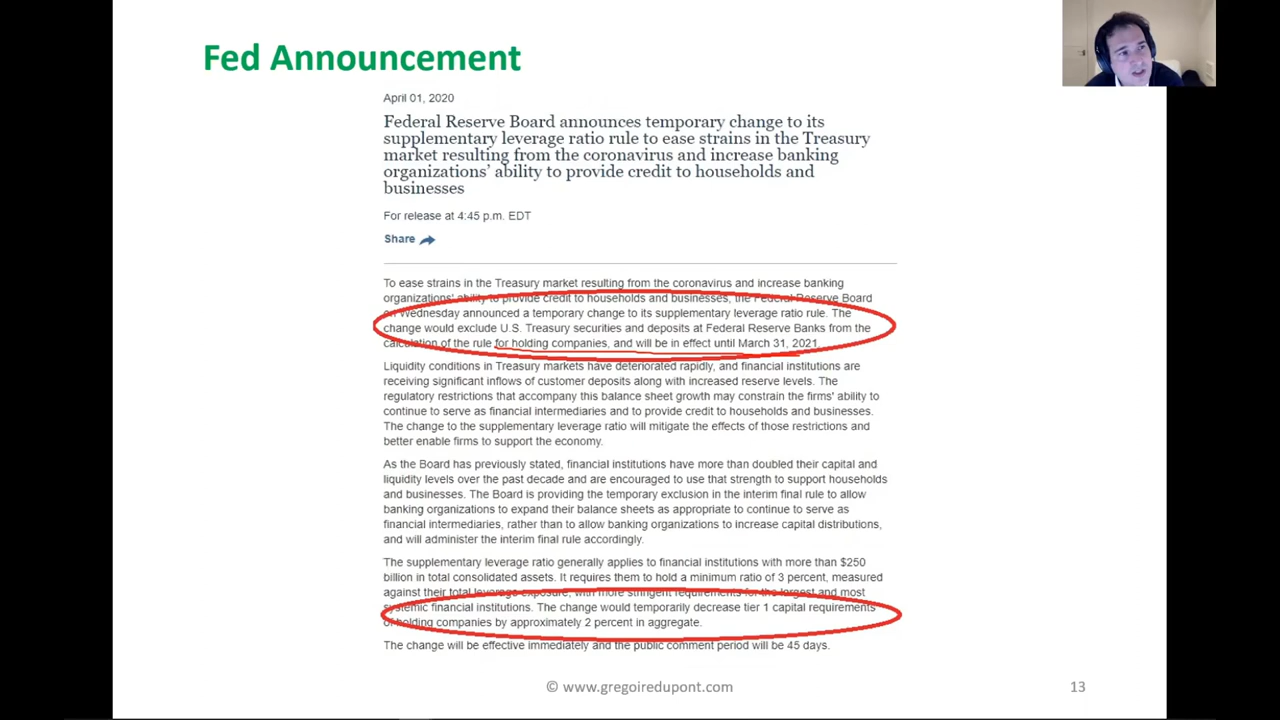 Fed Announcement
April 01, 2020
Federal Reserve Board announces temporary change to its
supplementary leverage ratio rule to ease strains in the Treasury
market resulting from the coronavirus and increase banking
organizations' ability to provide credit to households and
businesses
For release at 4:45 p.m. EDT
Share
To ease strains in the Treasury market resulting from the coronavirus and increase banking
organizations' ability to provide credit to households and businesses, the Federal Reserve Board
on Wednesday announced a temporary change to its supplementary leverage ratio rule. The
change would exclude U.S. Treasury securities and deposits at Federal Reserve Banks from the
calculation of the rule for holding companies, and will be in effect until March 31, 2021.
Liquidity conditions in Treasury markets have deteriorated rapidly, and financial institutions are
receiving significant inflows of customer deposits along with increased reserve levels. The
regulatory restrictions that accompany this balance sheet growth may constrain the firms' ability to
continue to serve as financial intermediaries and to provide credit to households and businesses.
The change to the supplementary leverage ratio will mitigate the effects of those restrictions and
better enable firms to support the economy.
As the Board has previously stated, financial institutions have more than doubled their capital and
liquidity levels over the past decade and are encouraged to use that strength to support households
and businesses. The Board is providing the temporary exclusion in the interim final rule to allow
banking organizations to expand their balance sheets as appropriate to continue to serve as
financial intermediaries, rather than to allow banking organizations to increase capital distributions,
and will administer the interim final rule accordingly.
The supplementary leverage ratio generally applies to financial institutions with more than $250
billion in total consolidated assets. It requires them to hold a minimum ratio of 3 percent, measured
against their total leverage exposure, with more stringent requirements for the largest and most
systemic financial institutions. The change would temporarily decrease tier 1 capital requirements
of holding companies by approximately 2 percent in aggregate.
The change will be effective immediately and the public comment period will be 45 days.
© www.gregoiredupont.com
13